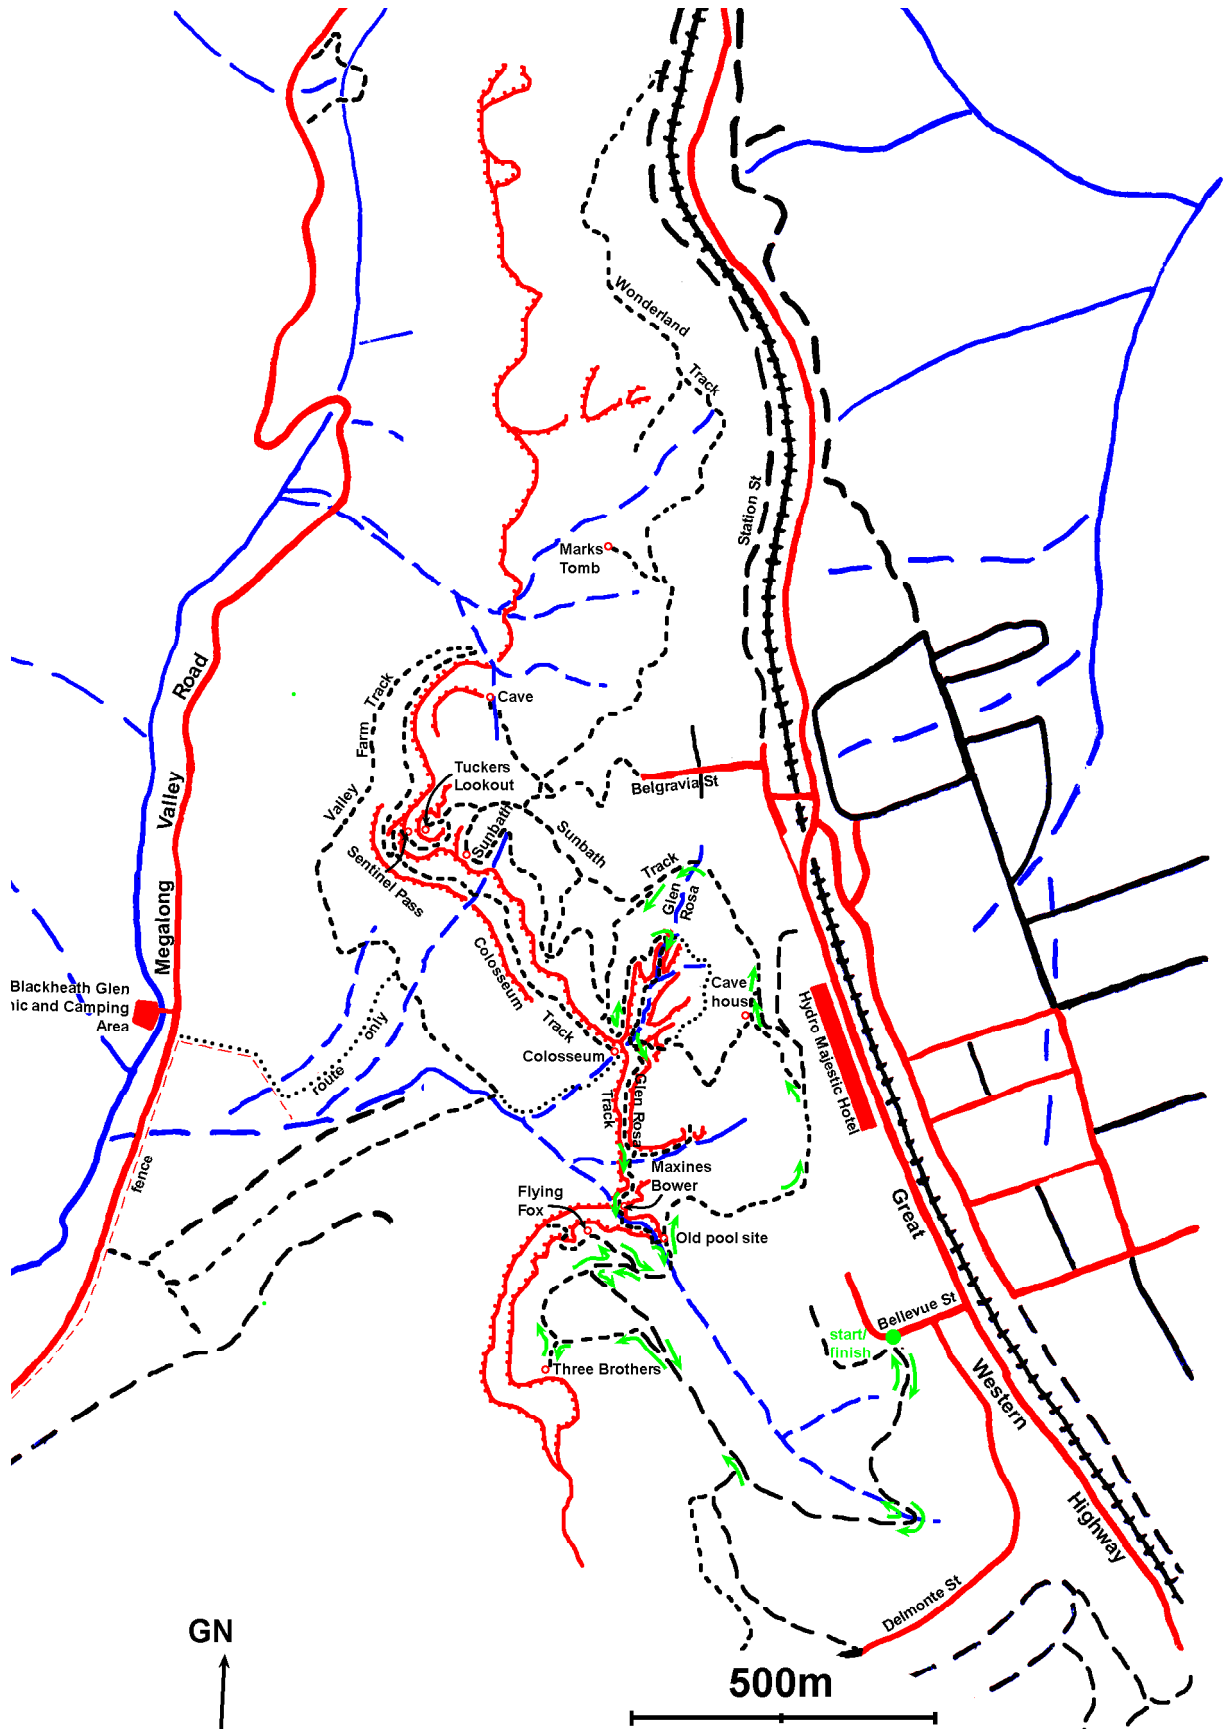 Wonderland
Track
Station St
Marks
Tomb
Road
Farm
Track
Cave
Tuckers
Lookout
Belgravia St
Valley
Valley
Sunbath
Sunbath
Track
Sentinel Pass
Glen
Rosa
Megalong
Colosseum
Blackheath Glen
nic and Camping
Area
Cave
hous
Hydro Majestic Hotel
only
route
Track
Colosseum
Track
Glen Rosa
fence
Maxines
Bower
Flying
Fox
Great
Old pool site
Bellevue St
start/
finish
Three Brothers
Western
Highway
Delmonte St
GN
500m